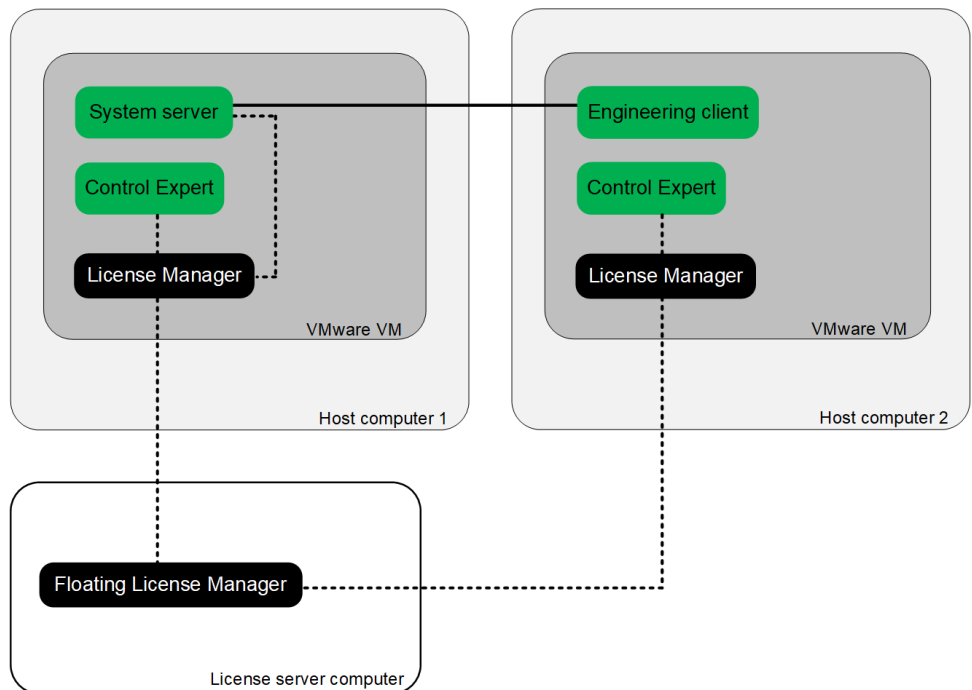 System server
Control Expert
License Manager
VMware VM
Host computer 1
Engineering client
Control Expert
License Manager
VMware VM
Host computer 2
Floating License Manager
License server computer